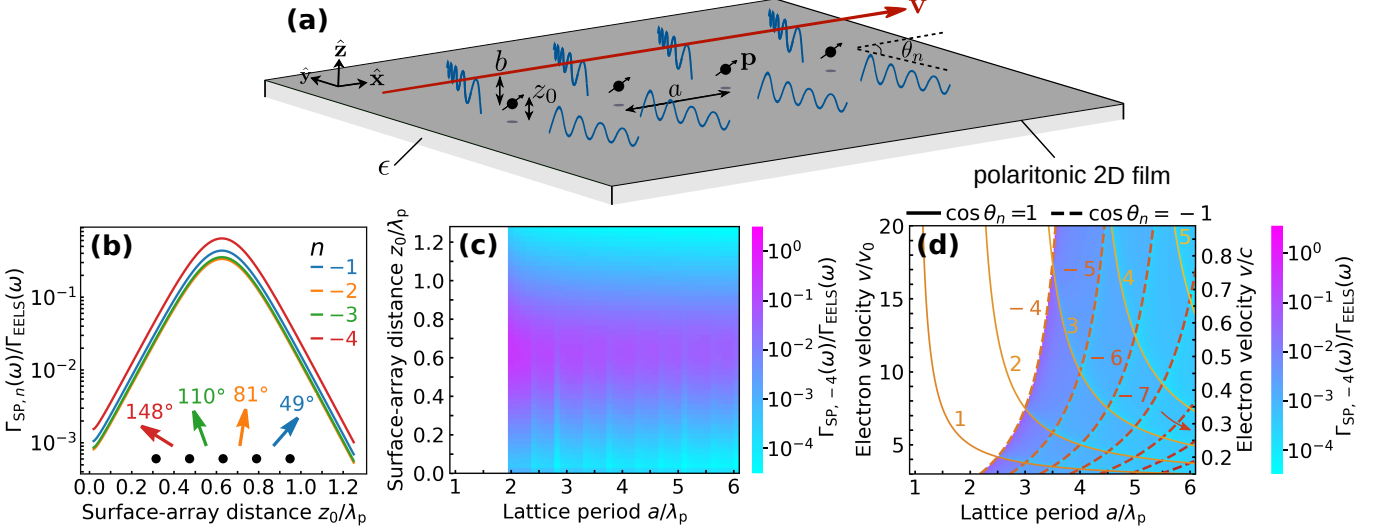 (a)
v
ẑ
ŷ
x̂
b
z₀
a
p
θₙ
ϵ
polaritonic 2D film
(b)
n
−1
−2
−3
−4
148°
110°
81°
49°
10⁻¹
10⁻²
10⁻³
Γ_SP,n(ω)/Γ_EELS(ω)
0.0 0.2 0.4 0.6 0.8 1.0 1.2
Surface-array distance z₀/λₚ
(c)
Surface-array distance z₀/λₚ
1.2
1.0
0.8
0.6
0.4
0.2
0.0
1 2 3 4 5 6
Lattice period a/λₚ
10⁰
10⁻¹
10⁻²
10⁻³
10⁻⁴
Γ_SP, −4(ω)/Γ_EELS(ω)
cos θₙ =1
cos θₙ = −1
(d)
Electron velocity v/v₀
20
15
10
5
1
2
3
4
5
−4
−5
−6
−7
1 2 3 4 5 6
Lattice period a/λₚ
0.8
0.7
0.6
0.5
0.4
0.3
0.2
Electron velocity v/c
10⁰
10⁻¹
10⁻²
10⁻³
10⁻⁴
Γ_SP, −4(ω)/Γ_EELS(ω)